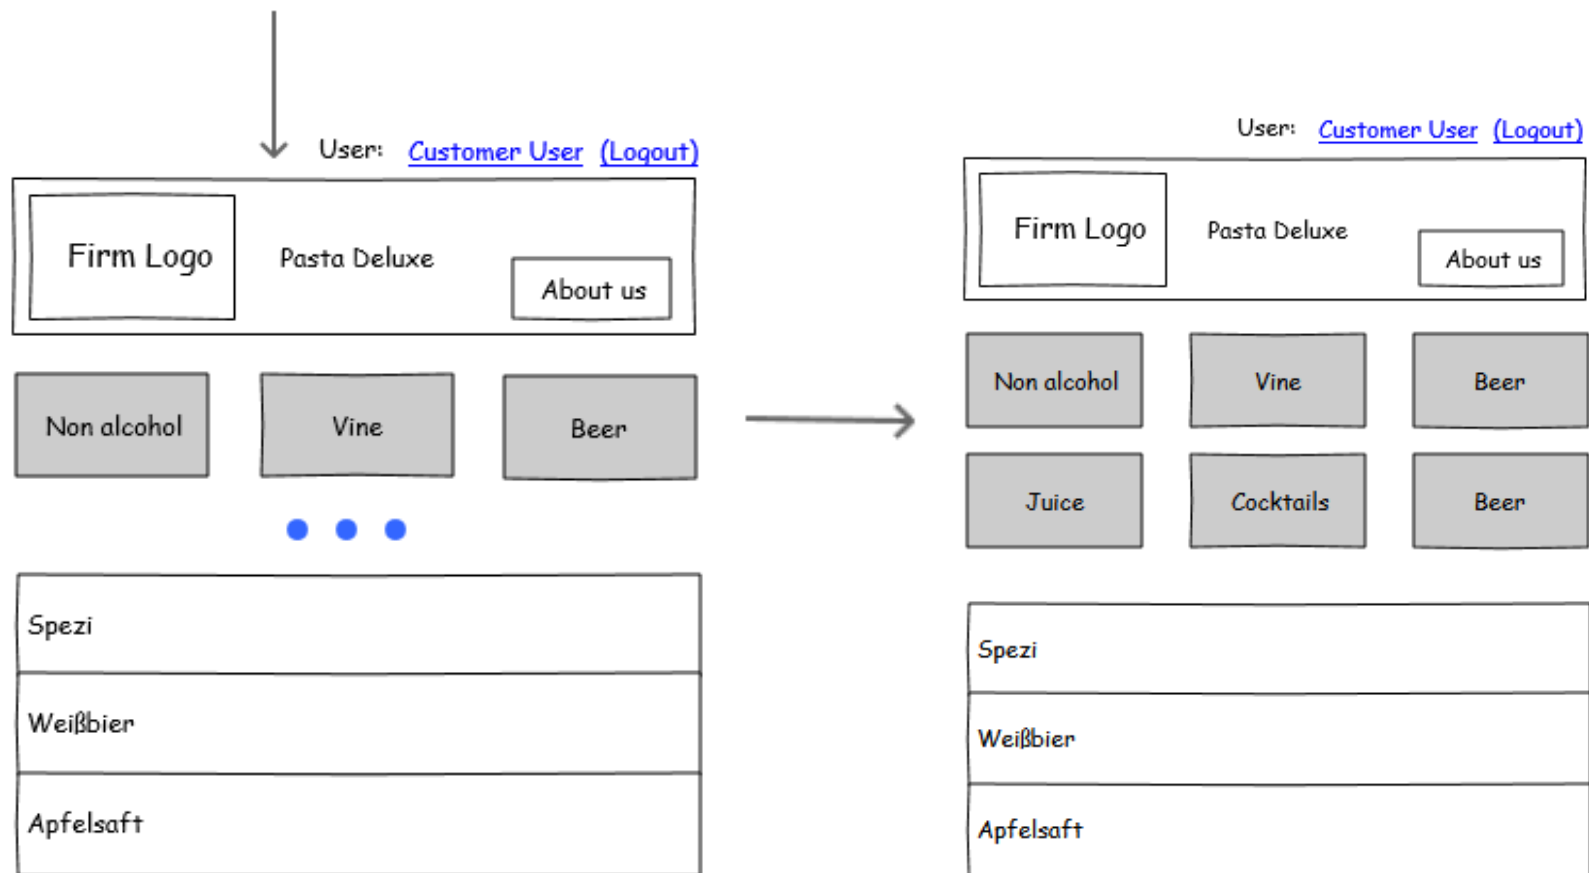 User: Customer User (Logout)
Firm Logo
Pasta Deluxe
About us
Non alcohol
Vine
Beer
Spezi
Weißbier
Apfelsaft
User: Customer User (Logout)
Firm Logo
Pasta Deluxe
About us
Non alcohol
Vine
Beer
Juice
Cocktails
Beer
Spezi
Weißbier
Apfelsaft